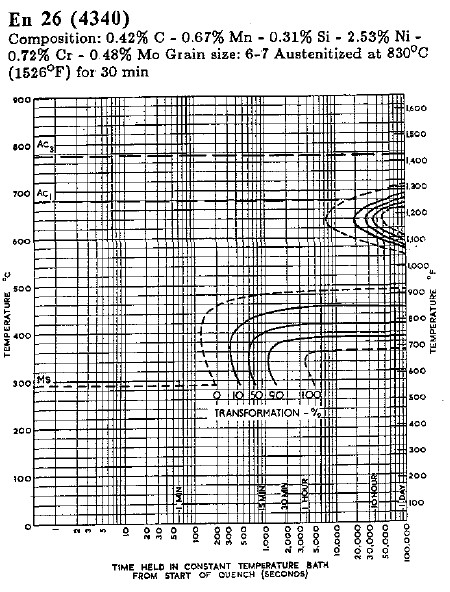 En 26 (4340)
Composition: 0.42% C - 0.67% Mn - 0.31% Si - 2.53% Ni -
0.72% Cr - 0.48% Mo Grain size: 6-7 Austenitized at 830°C
(1526°F) for 30 min
900
800
700
600
500
400
300
200
100
0
TEMPERATURE °C
AC3
AC1
MS
1,600
1,500
1,400
1,300
1,200
1,100
1,000
900
800
700
600
500
400
300
200
100
°F
TEMPERATURE
0 10 50 90 100
TRANSFORMATION - %
1 MIN
15 MIN
30 MIN
1 HOUR
10 HOUR
1 DAY
1 2 3 5 10 20 30 50 100 200 300 500 1,000 2,000 3,000 5,000 10,000 20,000 30,000 50,000 100,000
TIME HELD IN CONSTANT TEMPERATURE BATH
FROM START OF QUENCH (SECONDS)